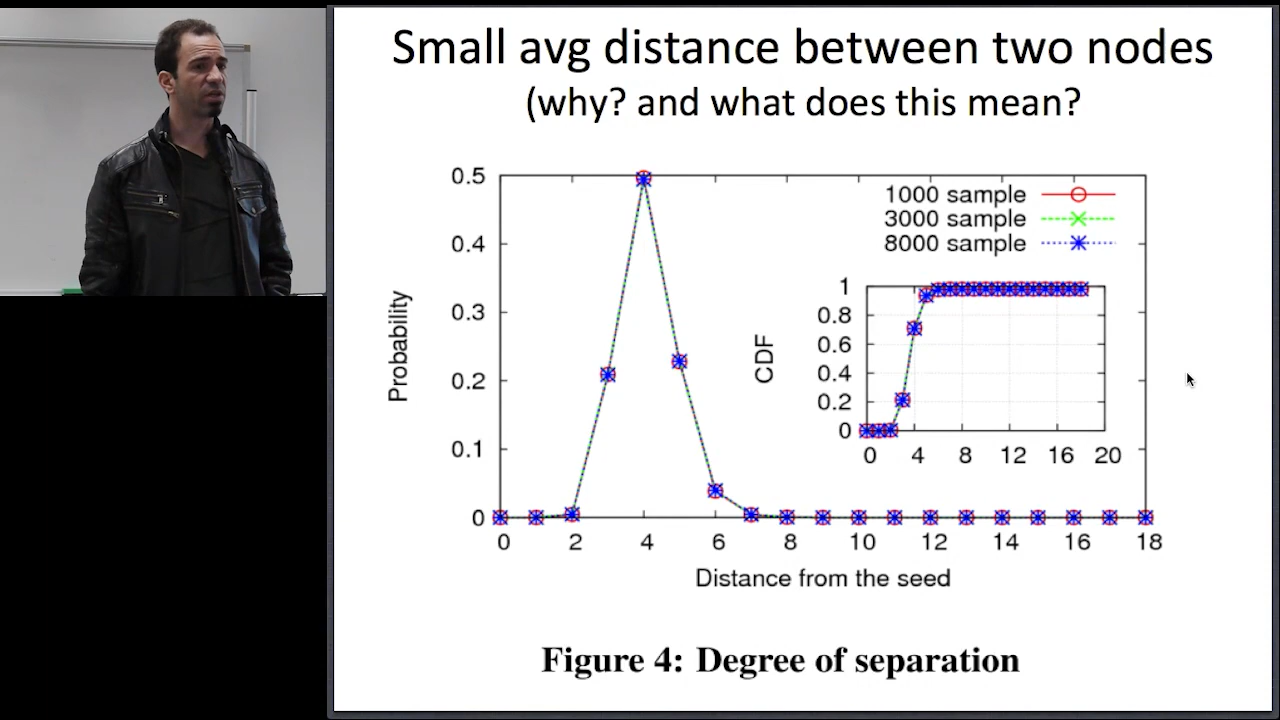 Small avg distance between two nodes
(why? and what does this mean?
0.5
0.4
0.3
0.2
0.1
0
Probability
0 2 4 6 8 10 12 14 16 18
Distance from the seed
1000 sample
3000 sample
8000 sample
1
0.8
0.6
0.4
0.2
0
CDF
0 4 8 12 16 20
Figure 4: Degree of separation